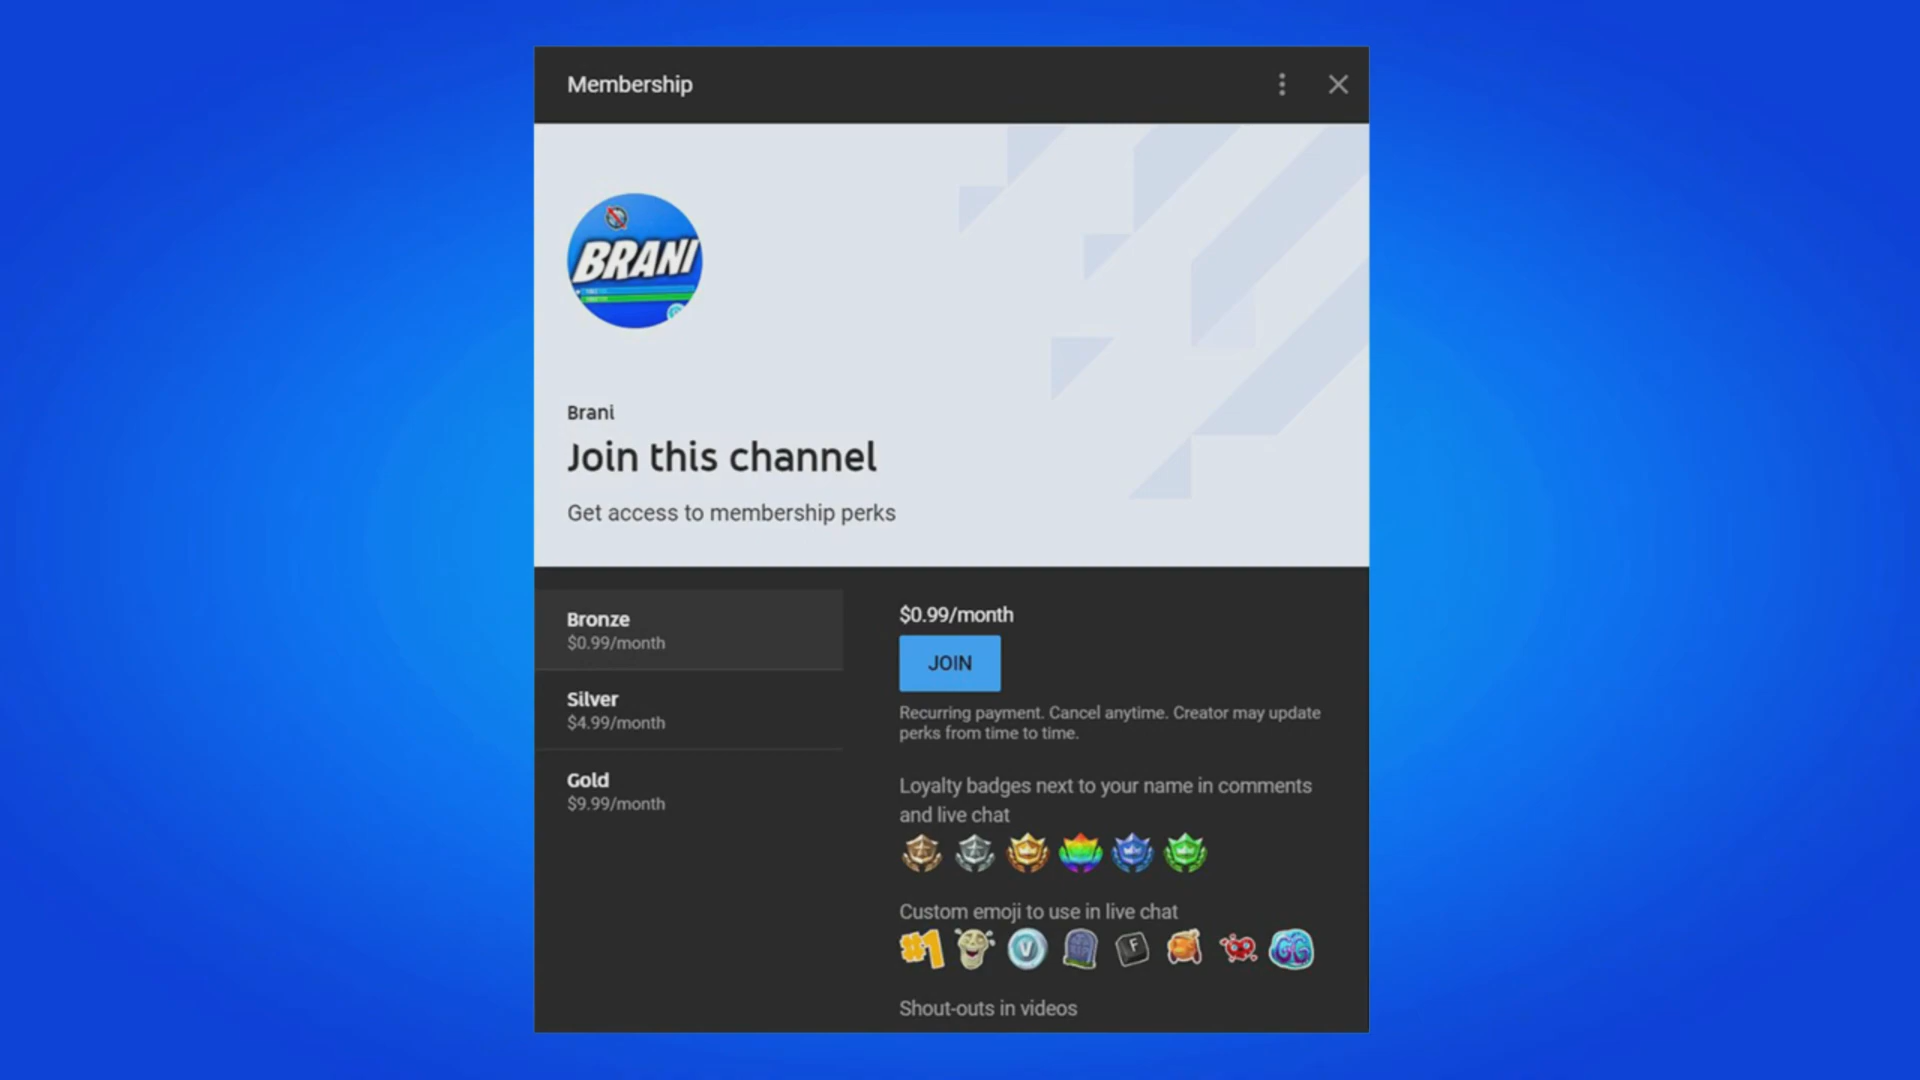 Membership
BRANI
Brani
Join this channel
Get access to membership perks
Bronze
$0.99/month
Silver
$4.99/month
Gold
$9.99/month
$0.99/month
JOIN
Recurring payment. Cancel anytime. Creator may update
perks from time to time.
Loyalty badges next to your name in comments
and live chat
Custom emoji to use in live chat
#1
V
F
GG
Shout-outs in videos